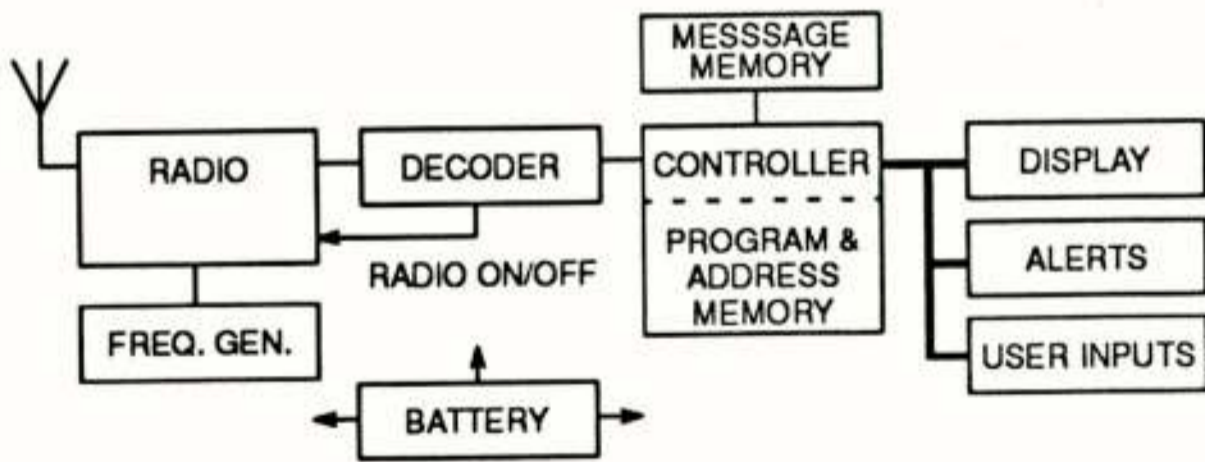 MESSSAGE
MEMORY
RADIO
DECODER
CONTROLLER
DISPLAY
PROGRAM &
ADDRESS
MEMORY
RADIO ON/OFF
ALERTS
FREQ. GEN.
USER INPUTS
BATTERY